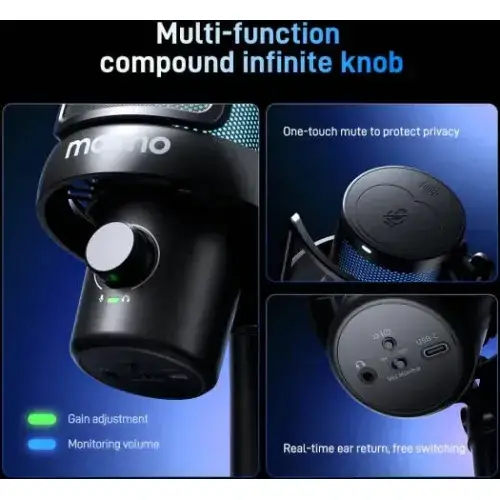 Multi-function
compound infinite knob
maono
One-touch mute to protect privacy
Gain adjustment
Monitoring volume
USB-C
Real-time ear return, free switching